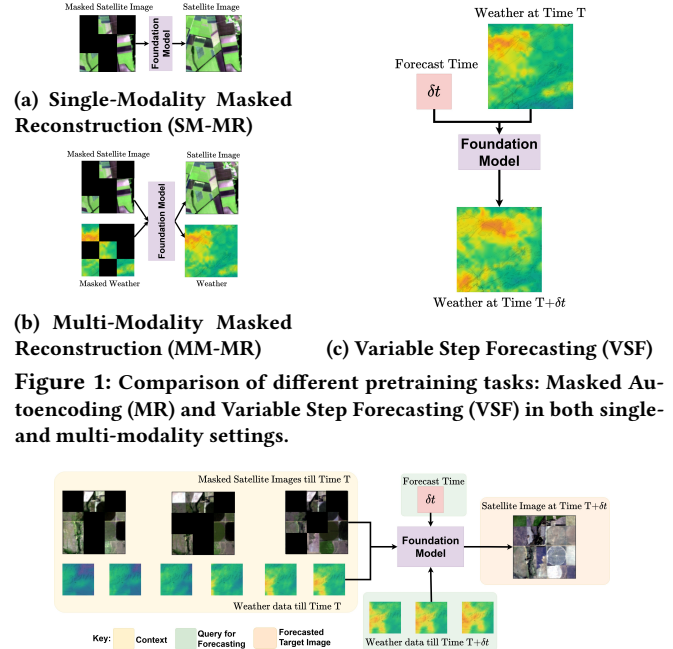 Masked Satellite Image
Satellite Image
Foundation
Model
(a) Single-Modality Masked
Reconstruction (SM-MR)
Masked Satellite Image
Satellite Image
Foundation Model
Masked Weather
Weather
(b) Multi-Modality Masked
Reconstruction (MM-MR)
Weather at Time T
Forecast Time
δt
Foundation
Model
Weather at Time T+δt
(c) Variable Step Forecasting (VSF)
Figure 1: Comparison of different pretraining tasks: Masked Au-
toencoding (MR) and Variable Step Forecasting (VSF) in both single-
and multi-modality settings.
Masked Satellite Images till Time T
Forecast Time
δt
Satellite Image at Time T+δt
Foundation
Model
Weather data till Time T
Weather data till Time T+δt
Key:
Context
Query for
Forecasting
Forecasted
Target Image